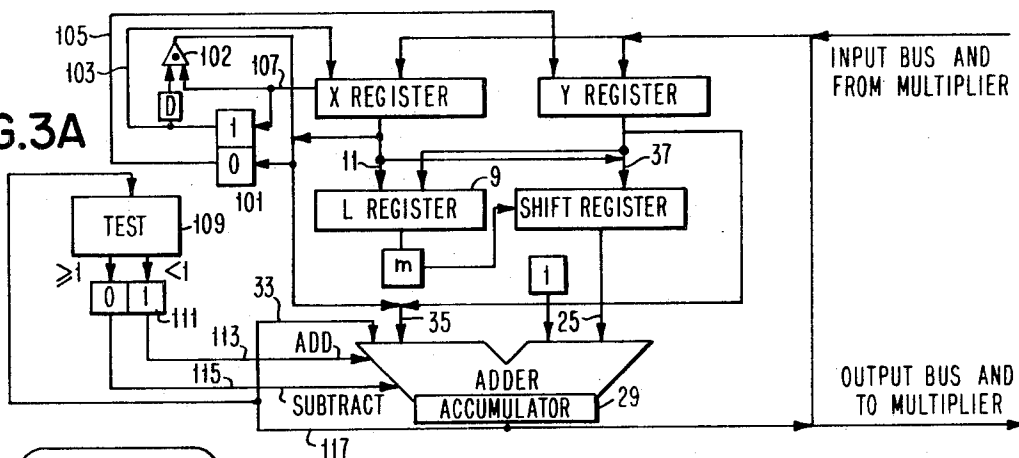 105
103
102
107
D
X REGISTER
Y REGISTER
INPUT BUS AND
FROM MULTIPLIER
G.3A
1
0
101
11
9
37
L REGISTER
SHIFT REGISTER
TEST
109
≥1
<1
0 1
111
m
1
33
35
25
113
ADD
115
SUBTRACT
ADDER
ACCUMULATOR
29
117
OUTPUT BUS AND
TO MULTIPLIER